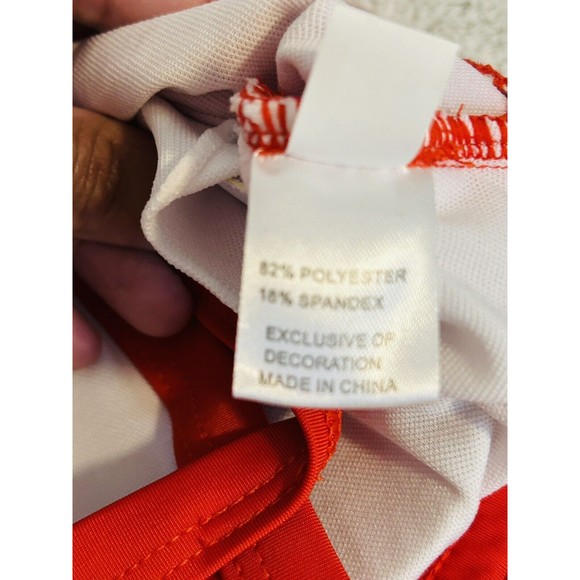 82% POLYESTER
18% SPANDEX
EXCLUSIVE OF
DECORATION
MADE IN CHINA